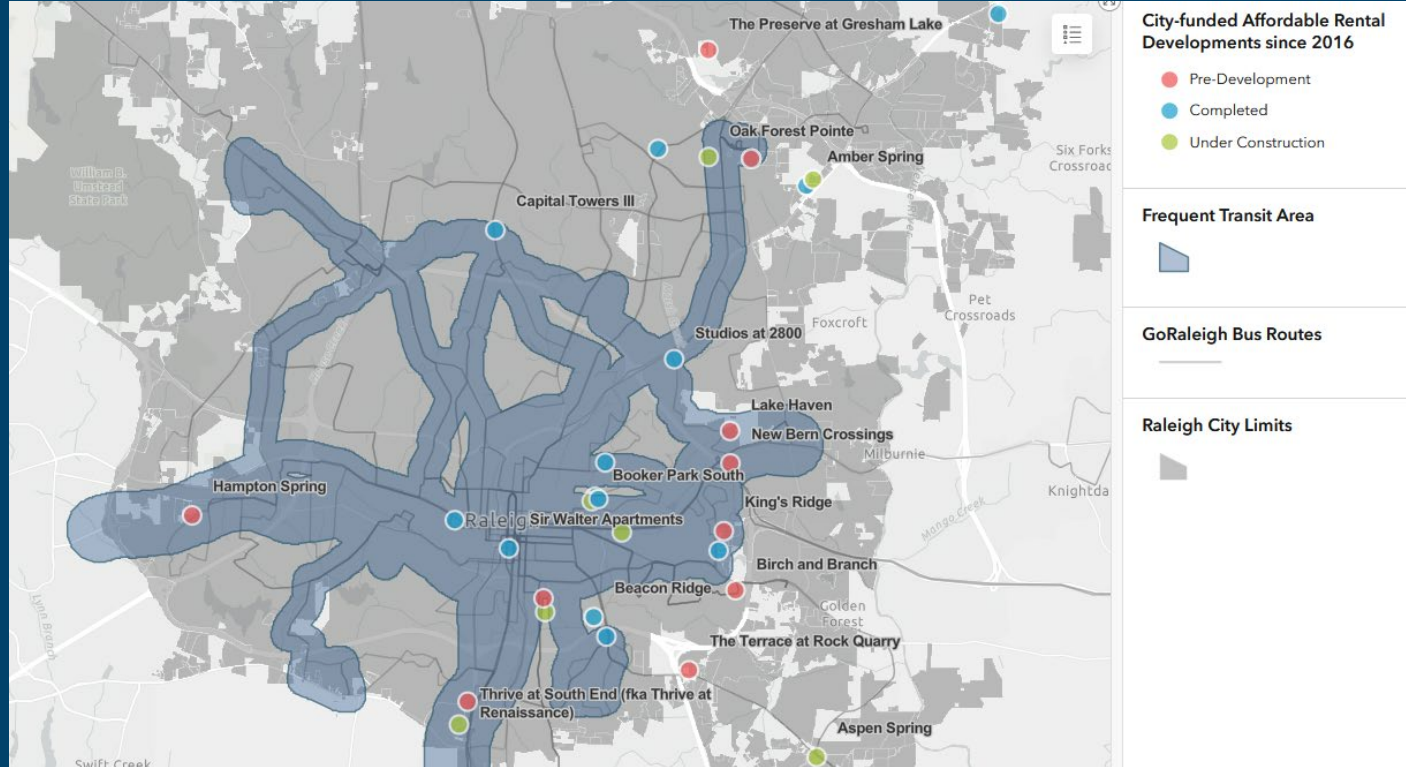 The Preserve at Gresham Lake
Oak Forest Pointe
Amber Spring
Six Forks
Crossroad
William B.
Umstead
State Park
Capital Towers III
Pet
Crossroads
Foxcroft
Studios at 2800
Lake Haven
New Bern Crossings
Milburnie
Booker Park South
Hampton Spring
Knightda
King's Ridge
Raleigh
Sir Walter Apartments
Mango Creek
Birch and Branch
Beacon Ridge
Golden
Forest
Lynn Branch
The Terrace at Rock Quarry
Thrive at South End (fka Thrive at
Renaissance)
Aspen Spring
Swift Creek
City-funded Affordable Rental
Developments since 2016
Pre-Development
Completed
Under Construction
Frequent Transit Area
GoRaleigh Bus Routes
Raleigh City Limits